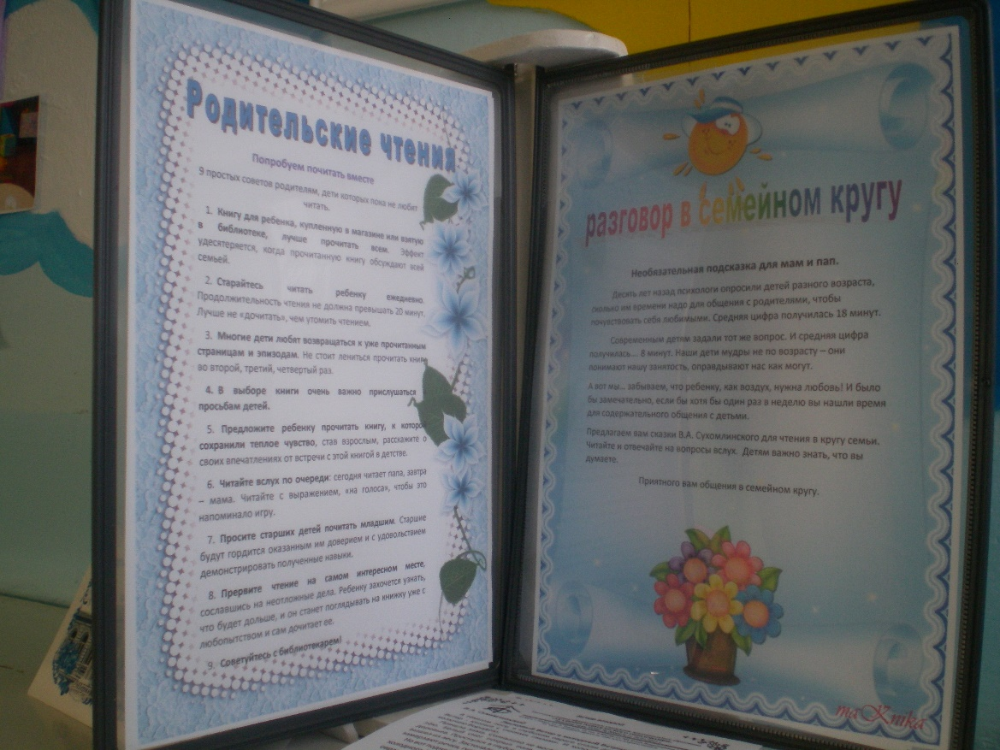 Родительские чтения
Попробуем почитать вместе
9 простых советов родителям, дети которых пока не любят
читать.
1. Книгу для ребенка, купленную в магазине или взятую
в библиотеке, лучше прочитать всем. Эффект
удесятеряется, когда прочитанную книгу обсуждают всей
семьей.
2. Старайтесь читать ребенку ежедневно.
Продолжительность чтения не должна превышать 20 минут.
Лучше не «дочитать», чем утомить чтением.
3. Многие дети любят возвращаться к уже прочитанным
страницам и эпизодам. Не стоит лениться прочитать книгу
во второй, третий, четвертый раз.
4. В выборе книги очень важно прислушаться
просьбам детей.
5. Предложите ребенку прочитать книгу, к которой
сохранили теплое чувство, став взрослым, расскажите о
своих впечатлениях от встречи с этой книгой в детстве.
6. Читайте вслух по очереди: сегодня читает папа, завтра
– мама. Читайте с выражением, «на голоса», чтобы это
напоминало игру.
7. Просите старших детей почитать младшим. Старшие
будут гордится оказанным им доверием и с удовольствием
демонстрировать полученные навыки.
8. Прервите чтение на самом интересном месте,
сославшись на неотложные дела. Ребенку захочется узнать,
что будет дальше, и он станет поглядывать на книжку уже с
любопытством и сам дочитает ее.
9. Советуйтесь с библиотекарем!
разговор в семейном кругу
Необязательная подсказка для мам и пап.
Десять лет назад психологи опросили детей разного возраста,
сколько им времени надо для общения с родителями, чтобы
почувствовать себя любимыми. Средняя цифра получилась 18 минут.
Современным детям задали тот же вопрос. И средняя цифра
получилась... 8 минут. Наши дети мудры не по возрасту – они
понимают нашу занятость, оправдывают нас как могут.
А вот мы... забываем, что ребенку, как воздух, нужна любовь! И было
бы замечательно, если бы хотя бы один раз в неделю вы нашли время
для содержательного общения с детьми.
Предлагаем вам сказки В.А. Сухомлинского для чтения в кругу семьи.
Читайте и отвечайте на вопросы вслух. Детям важно знать, что вы
думаете.
Приятного вам общения в семейном кругу.
maKnika